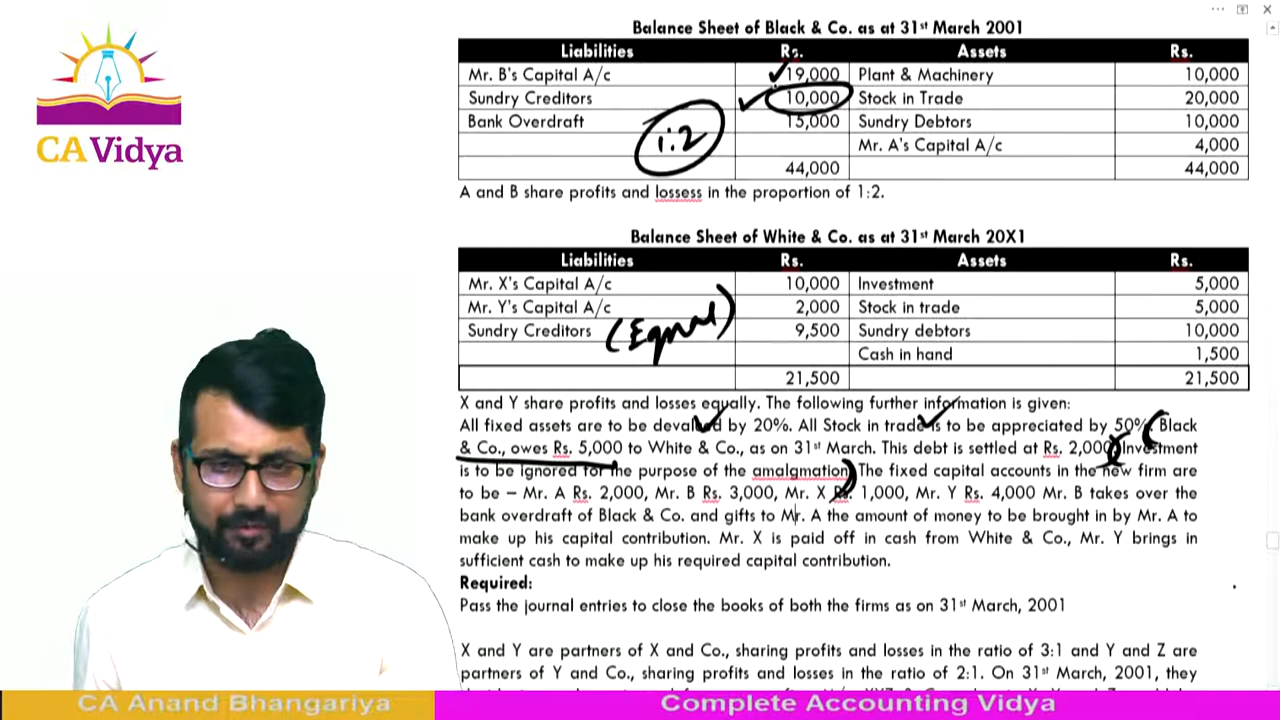 Balance Sheet of Black & Co. as at 31st March 2001
Liabilities Rs. Assets Rs.
Mr. B's Capital A/c 19,000 Plant & Machinery 10,000
Sundry Creditors 10,000 Stock in Trade 20,000
Bank Overdraft 15,000 Sundry Debtors 10,000
1:2 Mr. A's Capital A/c 4,000
44,000 44,000
A and B share profits and lossess in the proportion of 1:2.
Balance Sheet of White & Co. as at 31st March 20X1
Liabilities Rs. Assets Rs.
Mr. X's Capital A/c 10,000 Investment 5,000
Mr. Y's Capital A/c 2,000 Stock in trade 5,000
Sundry Creditors (Equal) 9,500 Sundry debtors 10,000
Cash in hand 1,500
21,500 21,500
X and Y share profits and losses equally. The following further information is given:
All fixed assets are to be devalued by 20%. All Stock in trade is to be appreciated by 50%. Black
& Co., owes Rs. 5,000 to White & Co., as on 31st March. This debt is settled at Rs. 2,000. Investment
is to be ignored for the purpose of the amalgmation. The fixed capital accounts in the new firm are
to be – Mr. A Rs. 2,000, Mr. B Rs. 3,000, Mr. X Rs. 1,000, Mr. Y Rs. 4,000 Mr. B takes over the
bank overdraft of Black & Co. and gifts to Mr. A the amount of money to be brought in by Mr. A to
make up his capital contribution. Mr. X is paid off in cash from White & Co., Mr. Y brings in
sufficient cash to make up his required capital contribution.
Required:
Pass the journal entries to close the books of both the firms as on 31st March, 2001
X and Y are partners of X and Co., sharing profits and losses in the ratio of 3:1 and Y and Z are
partners of Y and Co., sharing profits and losses in the ratio of 2:1. On 31st March, 2001, they
CA Vidya
CA Anand Bhangariya Complete Accounting Vidya